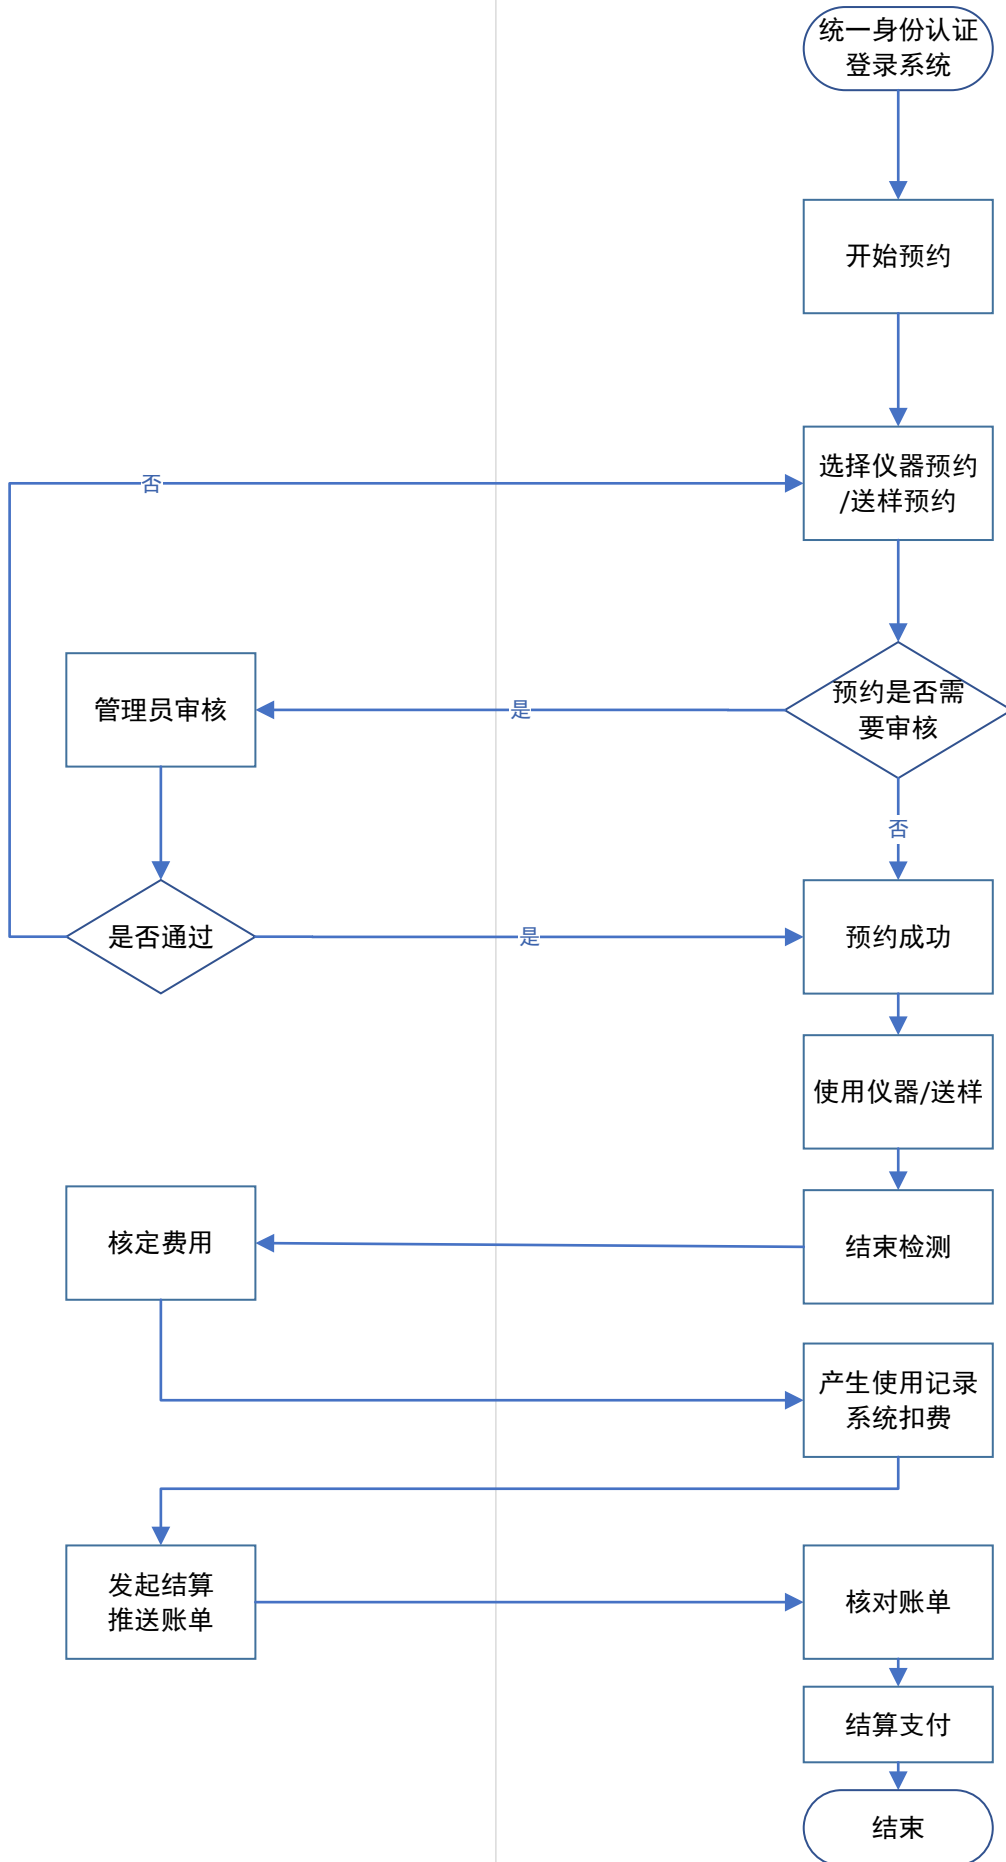 统一身份认证
登录系统
开始预约
选择仪器预约
/送样预约
否
预约是否需
要审核
管理员审核
是
否
是否通过
是
预约成功
使用仪器/送样
结束检测
核定费用
产生使用记录
系统扣费
发起结算
推送账单
核对账单
结算支付
结束